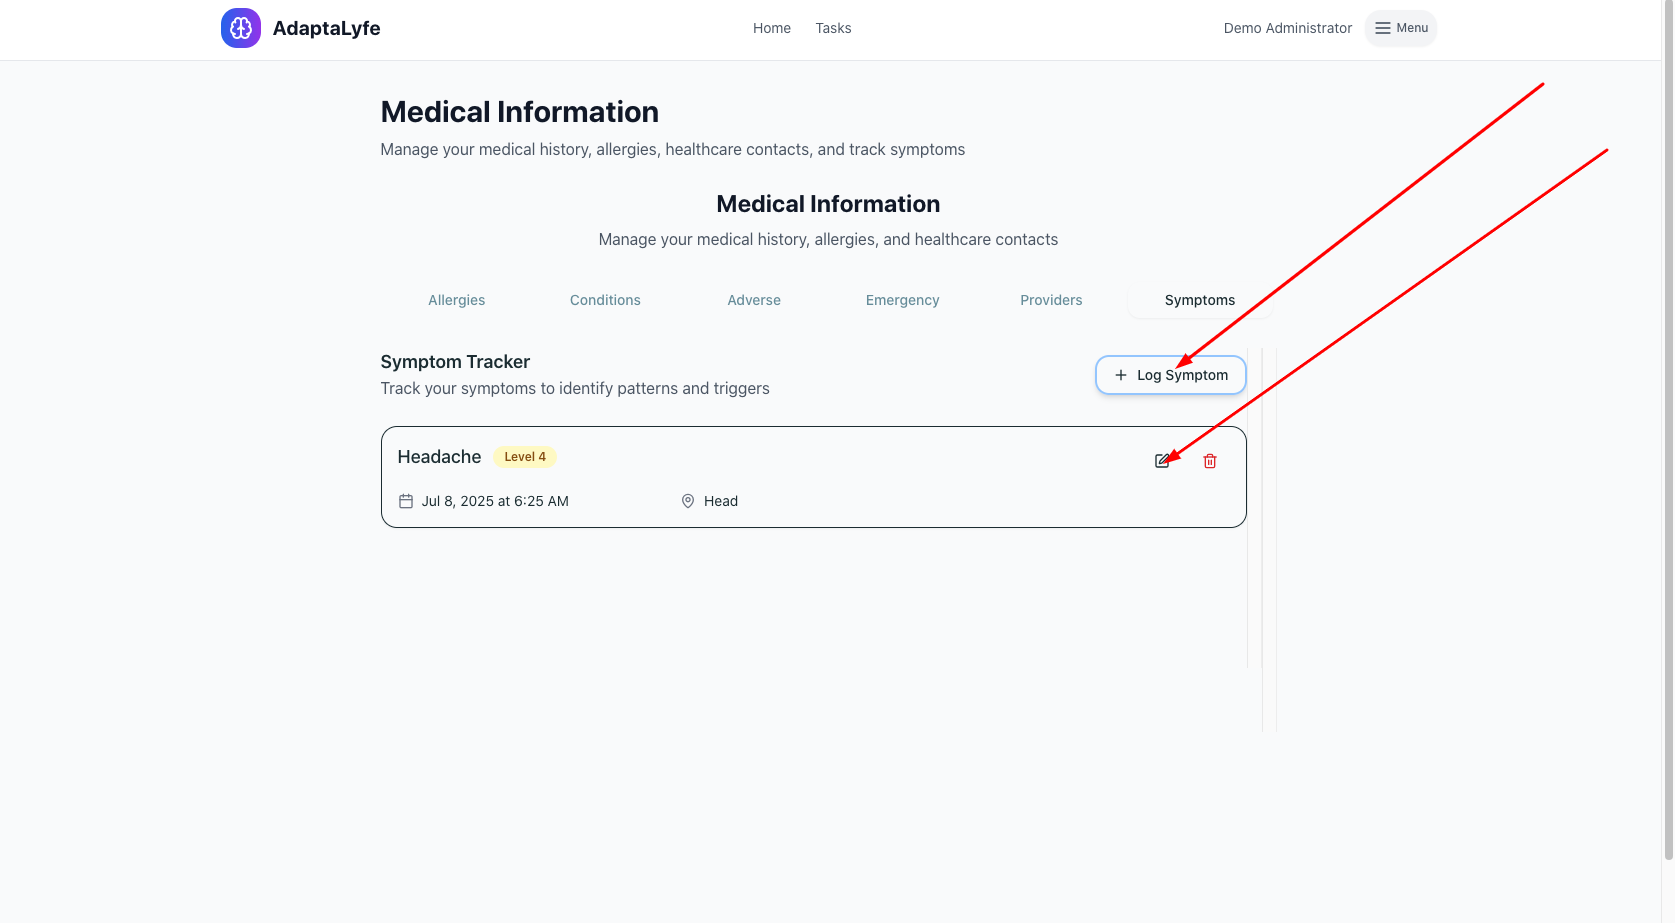 AdaptaLyfe
Home Tasks
Demo Administrator Menu
Medical Information
Manage your medical history, allergies, healthcare contacts, and track symptoms
Medical Information
Manage your medical history, allergies, and healthcare contacts
Allergies Conditions Adverse Emergency Providers Symptoms
Symptom Tracker
Track your symptoms to identify patterns and triggers
Log Symptom
Headache Level 4
Jul 8, 2025 at 6:25 AM Head